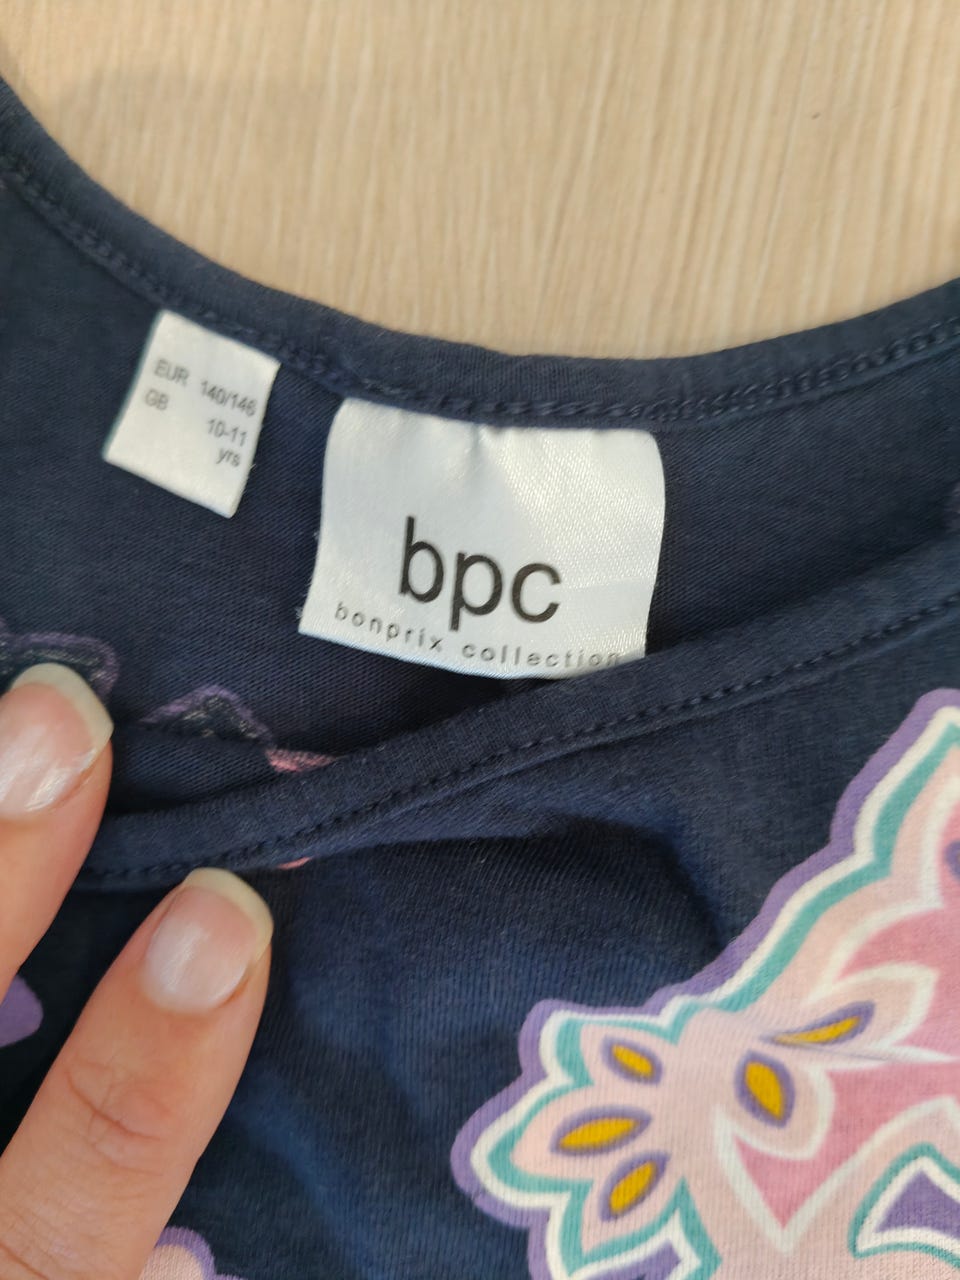 EUR 140/146
GB 10-11
yrs
bpc
bonprix collection